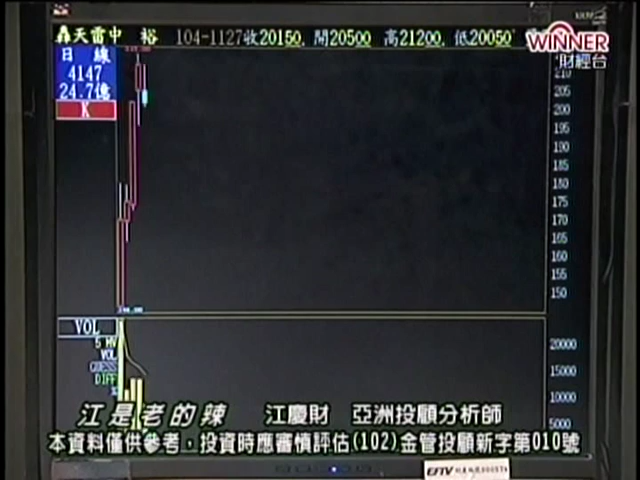 轟天雷中 裕 104-1127收20150. 開20500 高21200. 低20050
WINNER
財經台
日 線
4147
24.7億
K
210
205
200
195
190
185
180
175
170
165
160
155
150
VOL
5 MV
VOL
GUESS
DIFF
20000
15000
10000
5000
江是老的辣 江慶財 亞洲投顧分析師
本資料僅供參考，投資時應審慎評估(102)金管投顧新字第010號